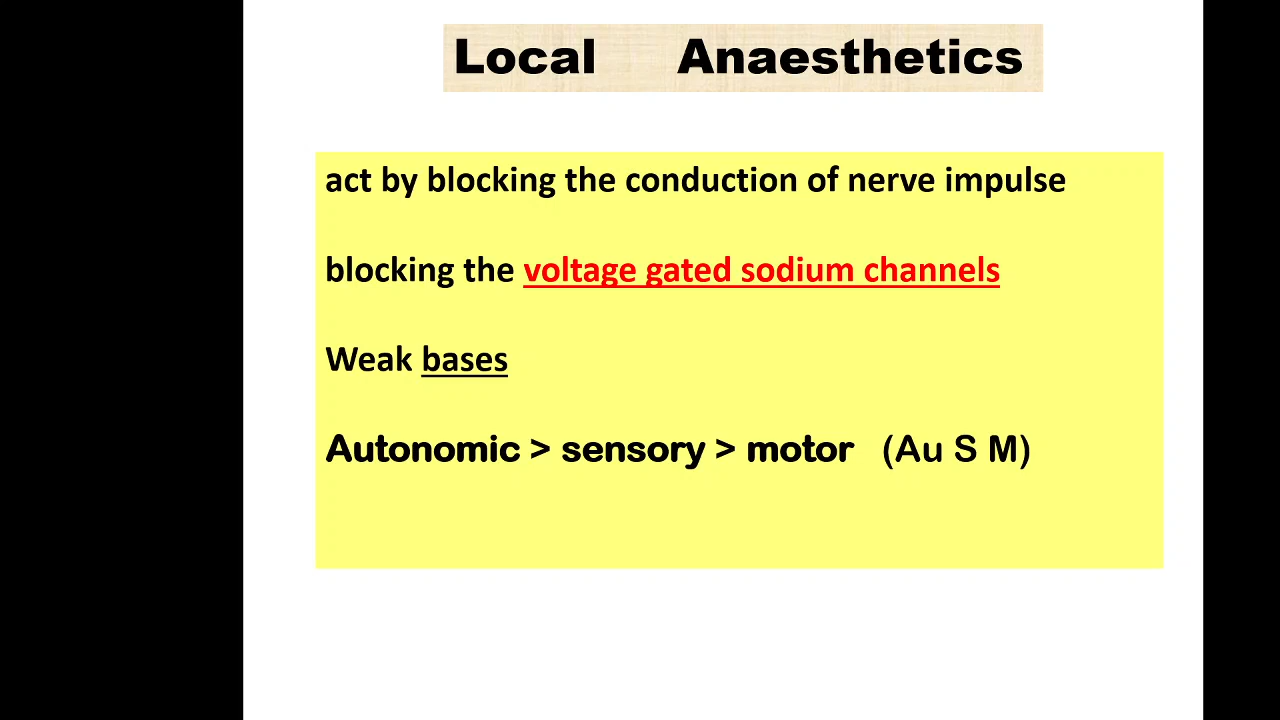 Local Anaesthetics
act by blocking the conduction of nerve impulse
blocking the voltage gated sodium channels
Weak bases
Autonomic > sensory > motor (Au S M)